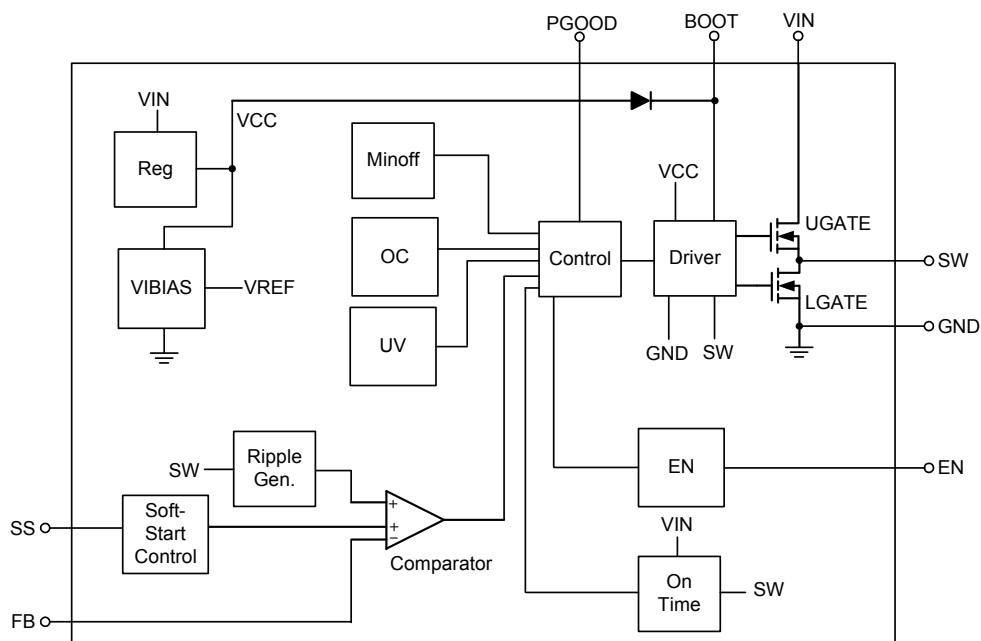 PGOOD
BOOT
VIN
VIN
VCC
Reg
Minoff
VCC
UGATE
OC
Control
Driver
SW
VIBIAS
VREF
LGATE
UV
GND
SW
GND
Ripple
Gen.
SW
EN
EN
+
SS
Soft-
Start
Control
+
−
VIN
Comparator
On
Time
SW
FB